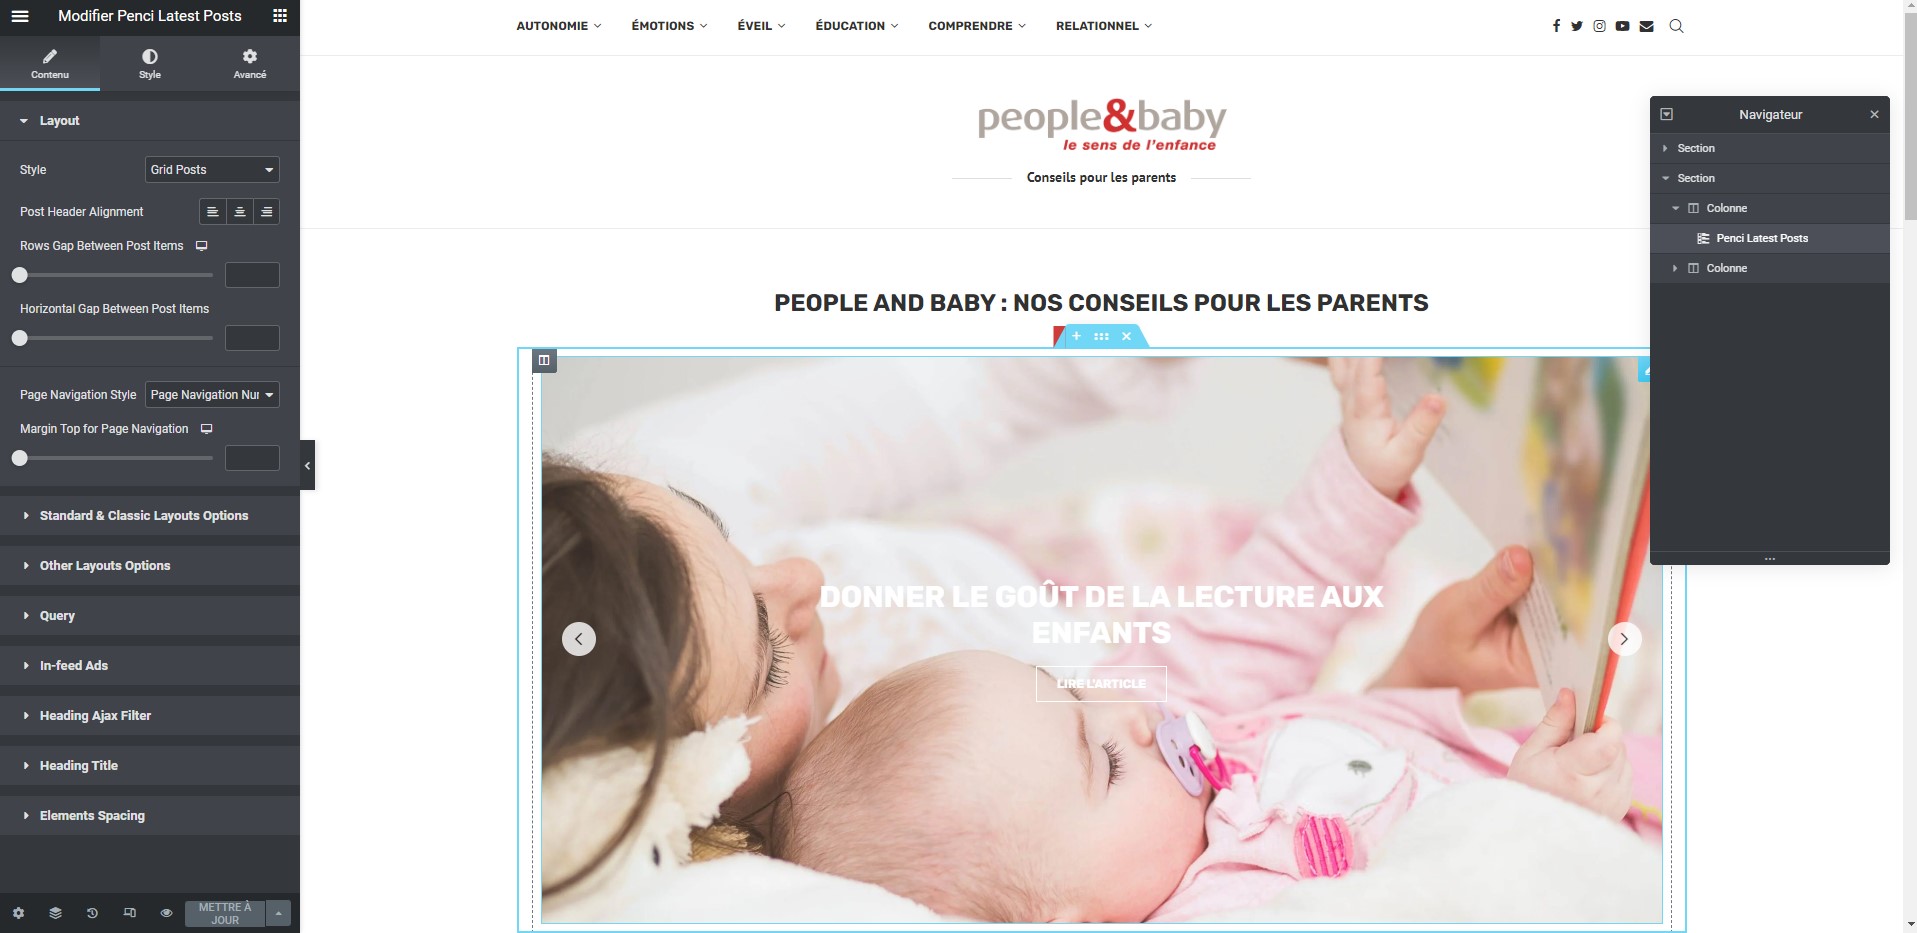 Modifier Penci Latest Posts
Contenu
Style
Avancé
Layout
Style
Grid Posts
Post Header Alignment
Rows Gap Between Post Items
Horizontal Gap Between Post Items
Page Navigation Style
Page Navigation Nur
Margin Top for Page Navigation
Standard & Classic Layouts Options
Other Layouts Options
Query
In-feed Ads
Heading Ajax Filter
Heading Title
Elements Spacing
METTRE À
JOUR
AUTONOMIE
ÉMOTIONS
ÉVEIL
ÉDUCATION
COMPRENDRE
RELATIONNEL
people&baby
le sens de l'enfance
Conseils pour les parents
PEOPLE AND BABY : NOS CONSEILS POUR LES PARENTS
DONNER LE GOÛT DE LA LECTURE AUX
ENFANTS
LIRE L'ARTICLE
Navigateur
Section
Section
Colonne
Penci Latest Posts
Colonne